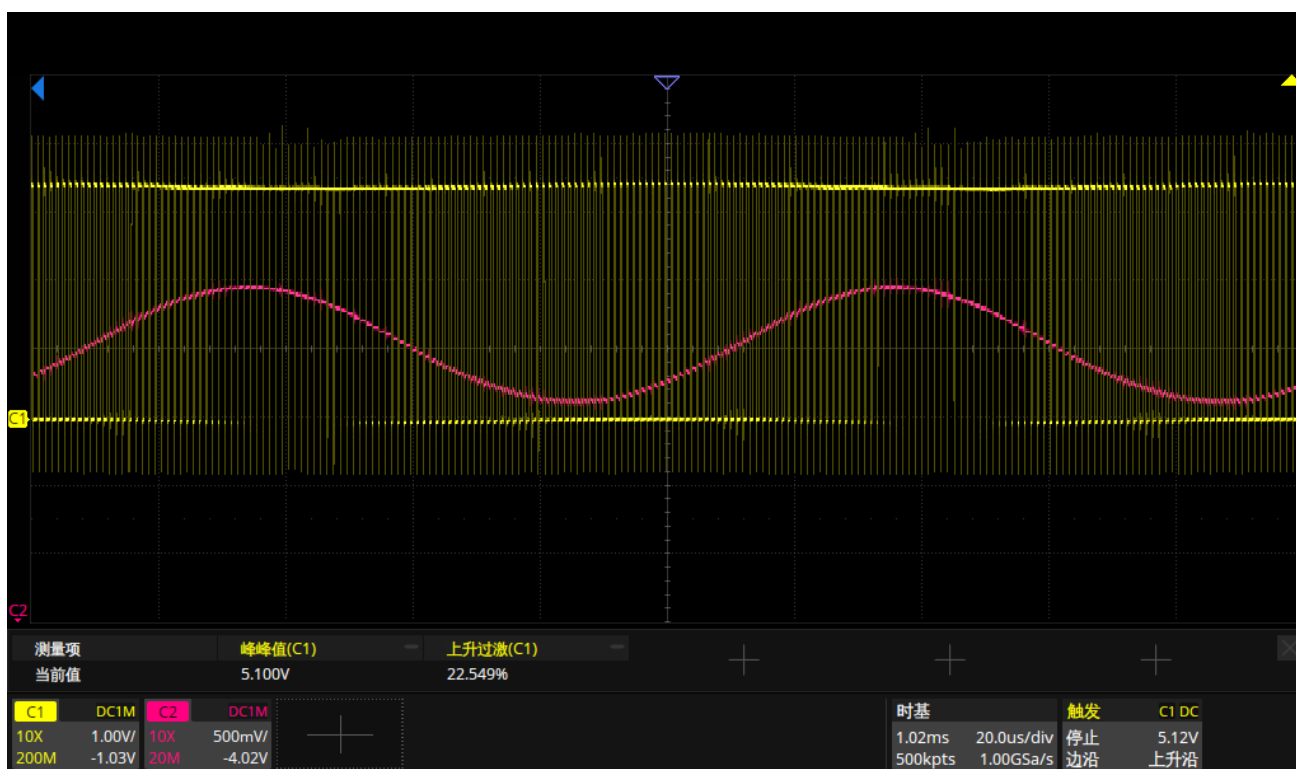 C1
C2
测量项 峰峰值(C1) 上升过激(C1)
当前值 5.100V 22.549%
C1 DC1M C2 DC1M 时基 触发 C1 DC
10X 1.00V/ 10X 500mV/ 1.02ms 20.0us/div 停止 5.12V
200M -1.03V 20M -4.02V 500kpts 1.00GSa/s 边沿 上升沿